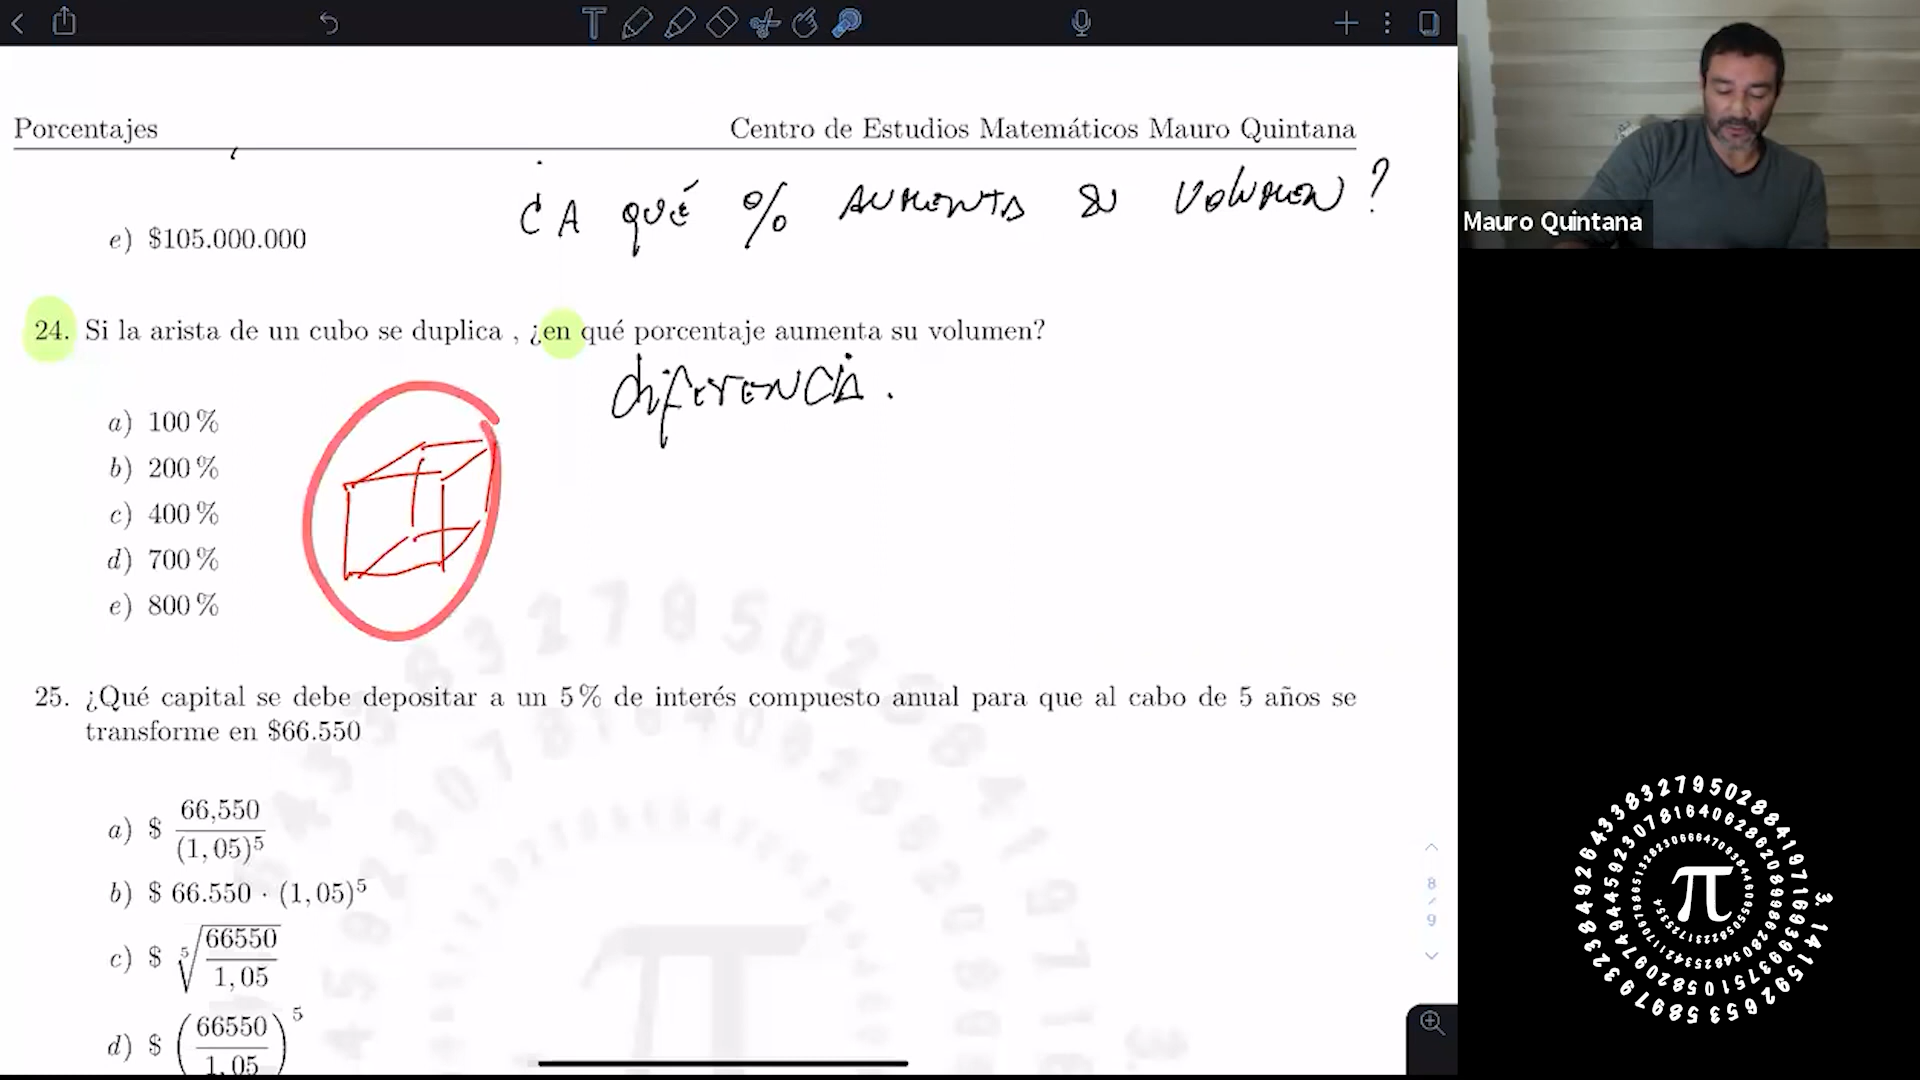 Porcentajes
Centro de Estudios Matemáticos Mauro Quintana
¿A QUÉ % AUMENTA SU VOLUMEN?
e) $105.000.000
24. Si la arista de un cubo se duplica , ¿en qué porcentaje aumenta su volumen?
diFERENCIA.
a) 100 %
b) 200 %
c) 400 %
d) 700 %
e) 800 %
25. ¿Qué capital se debe depositar a un 5 % de interés compuesto anual para que al cabo de 5 años se
transforme en $66.550
a) $ 66,550 / (1, 05)^5
b) $ 66.550 · (1, 05)^5
c) $ ⁵√(66550 / 1, 05)
d) $ (66550 / 1, 05)^5
8 / 9
Mauro Quintana
π